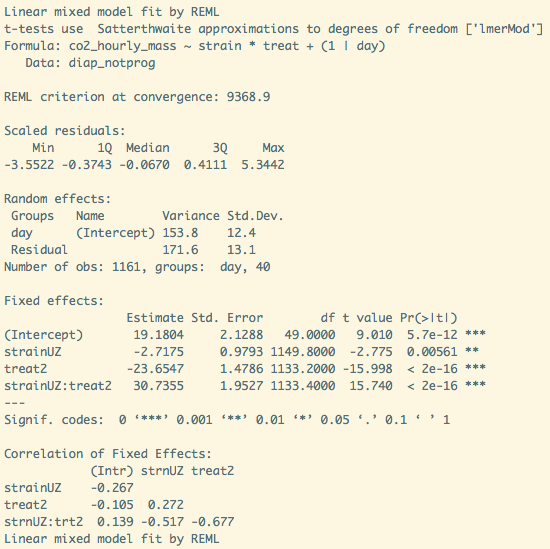 Linear mixed model fit by REML
t-tests use  Satterthwaite approximations to degrees of freedom ['lmerMod']
Formula: co2_hourly_mass ~ strain * treat + (1 | day)
   Data: diap_notprog

REML criterion at convergence: 9368.9

Scaled residuals:
    Min      1Q  Median      3Q     Max
-3.5522 -0.3743 -0.0670  0.4111  5.3442

Random effects:
 Groups   Name        Variance Std.Dev.
 day      (Intercept) 153.8    12.4
 Residual             171.6    13.1
Number of obs: 1161, groups:  day, 40

Fixed effects:
                Estimate Std. Error        df t value Pr(>|t|)
(Intercept)      19.1804     2.1288   49.0000   9.010  5.7e-12 ***
strainUZ         -2.7175     0.9793 1149.8000  -2.775  0.00561 **
treat2          -23.6547     1.4786 1133.2000 -15.998  < 2e-16 ***
strainUZ:treat2  30.7355     1.9527 1133.4000  15.740  < 2e-16 ***
---
Signif. codes:  0 ‘***’ 0.001 ‘**’ 0.01 ‘*’ 0.05 ‘.’ 0.1 ‘ ’ 1

Correlation of Fixed Effects:
            (Intr) strnUZ treat2
strainUZ    -0.267
treat2      -0.105  0.272
strnUZ:trt2  0.139 -0.517 -0.677
Linear mixed model fit by REML